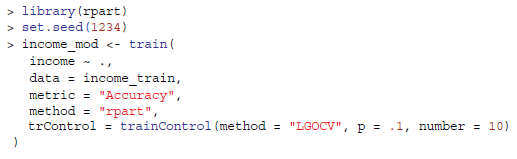 > library(rpart)
> set.seed(1234)
> income_mod <- train(
income ~ .,
data = income_train,
metric = "Accuracy",
method = "rpart",
trControl = trainControl(method = "LGOCV", p = .1, number = 10)
)